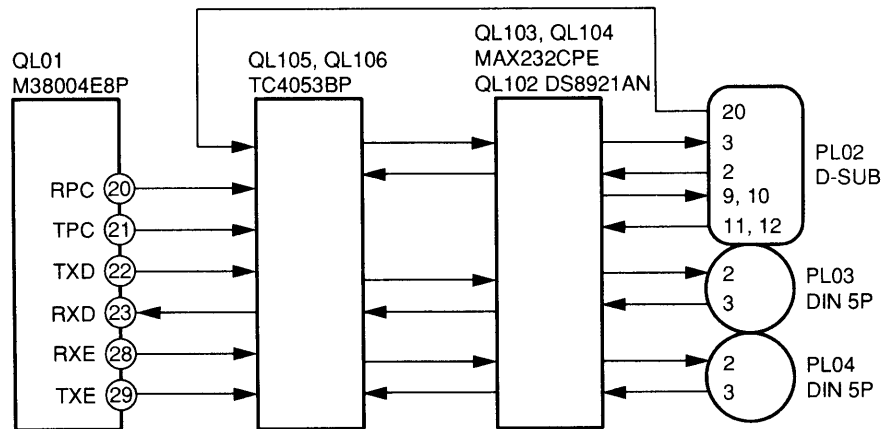 QL01
M38004E8P
QL105, QL106
TC4053BP
QL103, QL104
MAX232CPE
QL102 DS8921AN
RPC 20
TPC 21
TXD 22
RXD 23
RXE 28
TXE 29
20
3
2
9, 10
11, 12
PL02
D-SUB
2
3
PL03
DIN 5P
2
3
PL04
DIN 5P